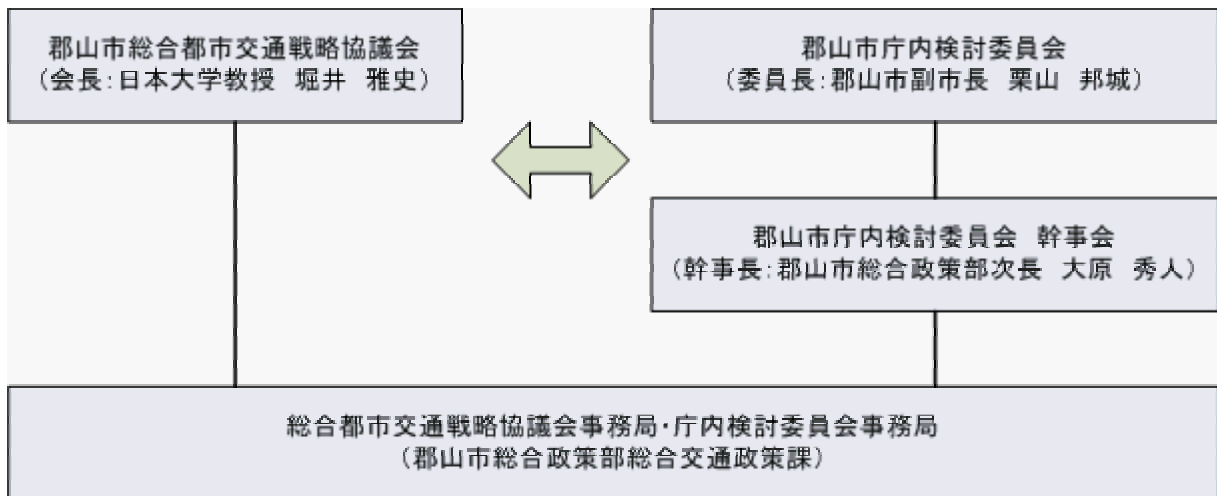 郡山市総合都市交通戦略協議会
（会長：日本大学教授　堀井　雅史）
郡山市庁内検討委員会
（委員長：郡山市副市長　栗山　邦城）
郡山市庁内検討委員会　幹事会
（幹事長：郡山市総合政策部次長　大原　秀人）
総合都市交通戦略協議会事務局・庁内検討委員会事務局
（郡山市総合政策部総合交通政策課）